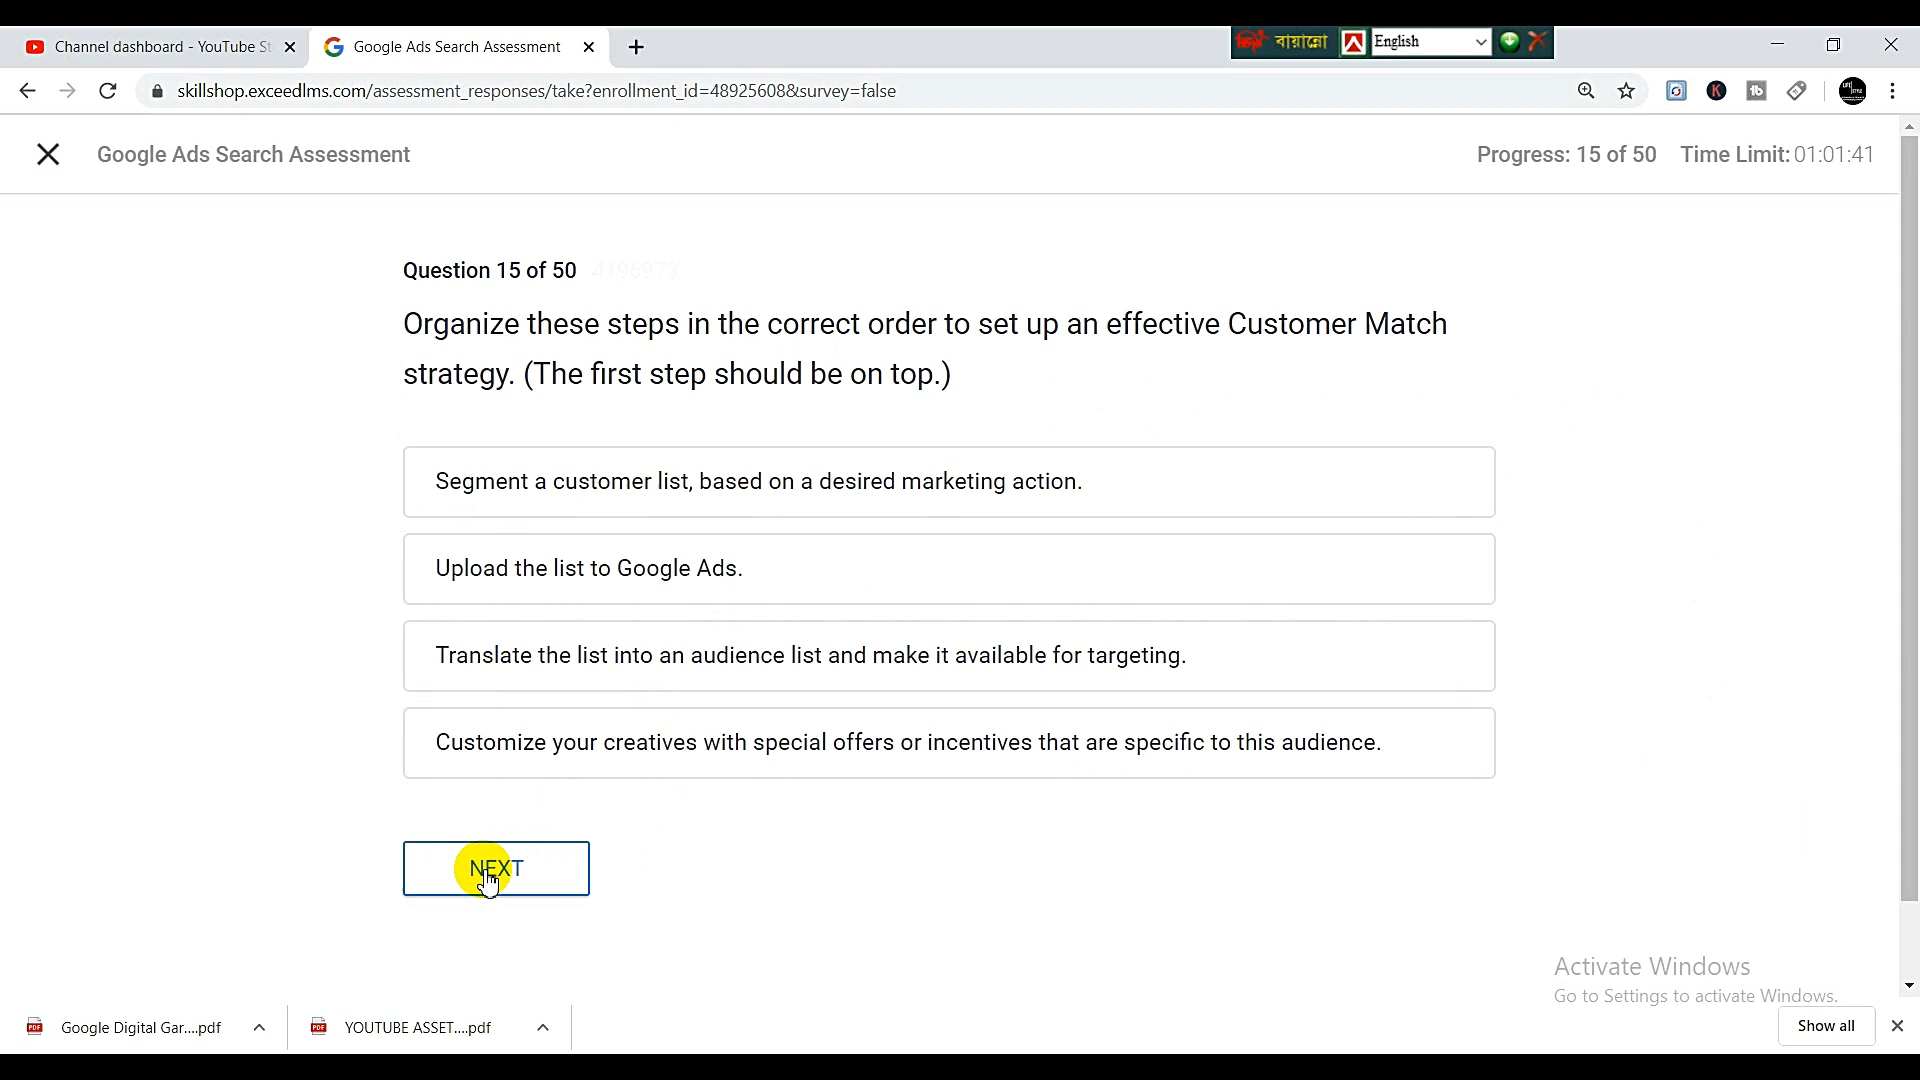 Channel dashboard - YouTube St
Google Ads Search Assessment
বায়ান্নো
English
skillshop.exceedlms.com/assessment_responses/take?enrollment_id=48925608&survey=false
Google Ads Search Assessment
Progress: 15 of 50 Time Limit: 01:01:41
Question 15 of 50 4196973
Organize these steps in the correct order to set up an effective Customer Match
strategy. (The first step should be on top.)
Segment a customer list, based on a desired marketing action.
Upload the list to Google Ads.
Translate the list into an audience list and make it available for targeting.
Customize your creatives with special offers or incentives that are specific to this audience.
NEXT
Activate Windows
Go to Settings to activate Windows.
Google Digital Gar....pdf
YOUTUBE ASSET....pdf
Show all